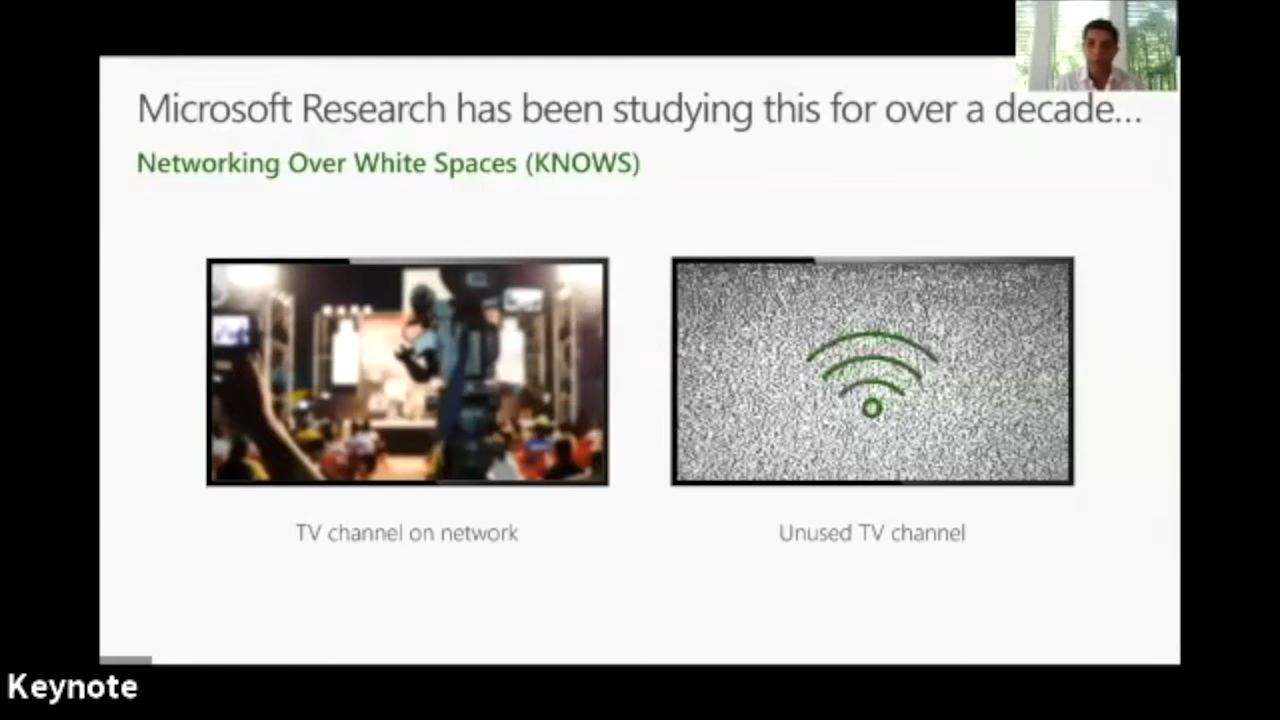 Microsoft Research has been studying this for over a decade...
Networking Over White Spaces (KNOWS)
TV channel on network
Unused TV channel
Keynote